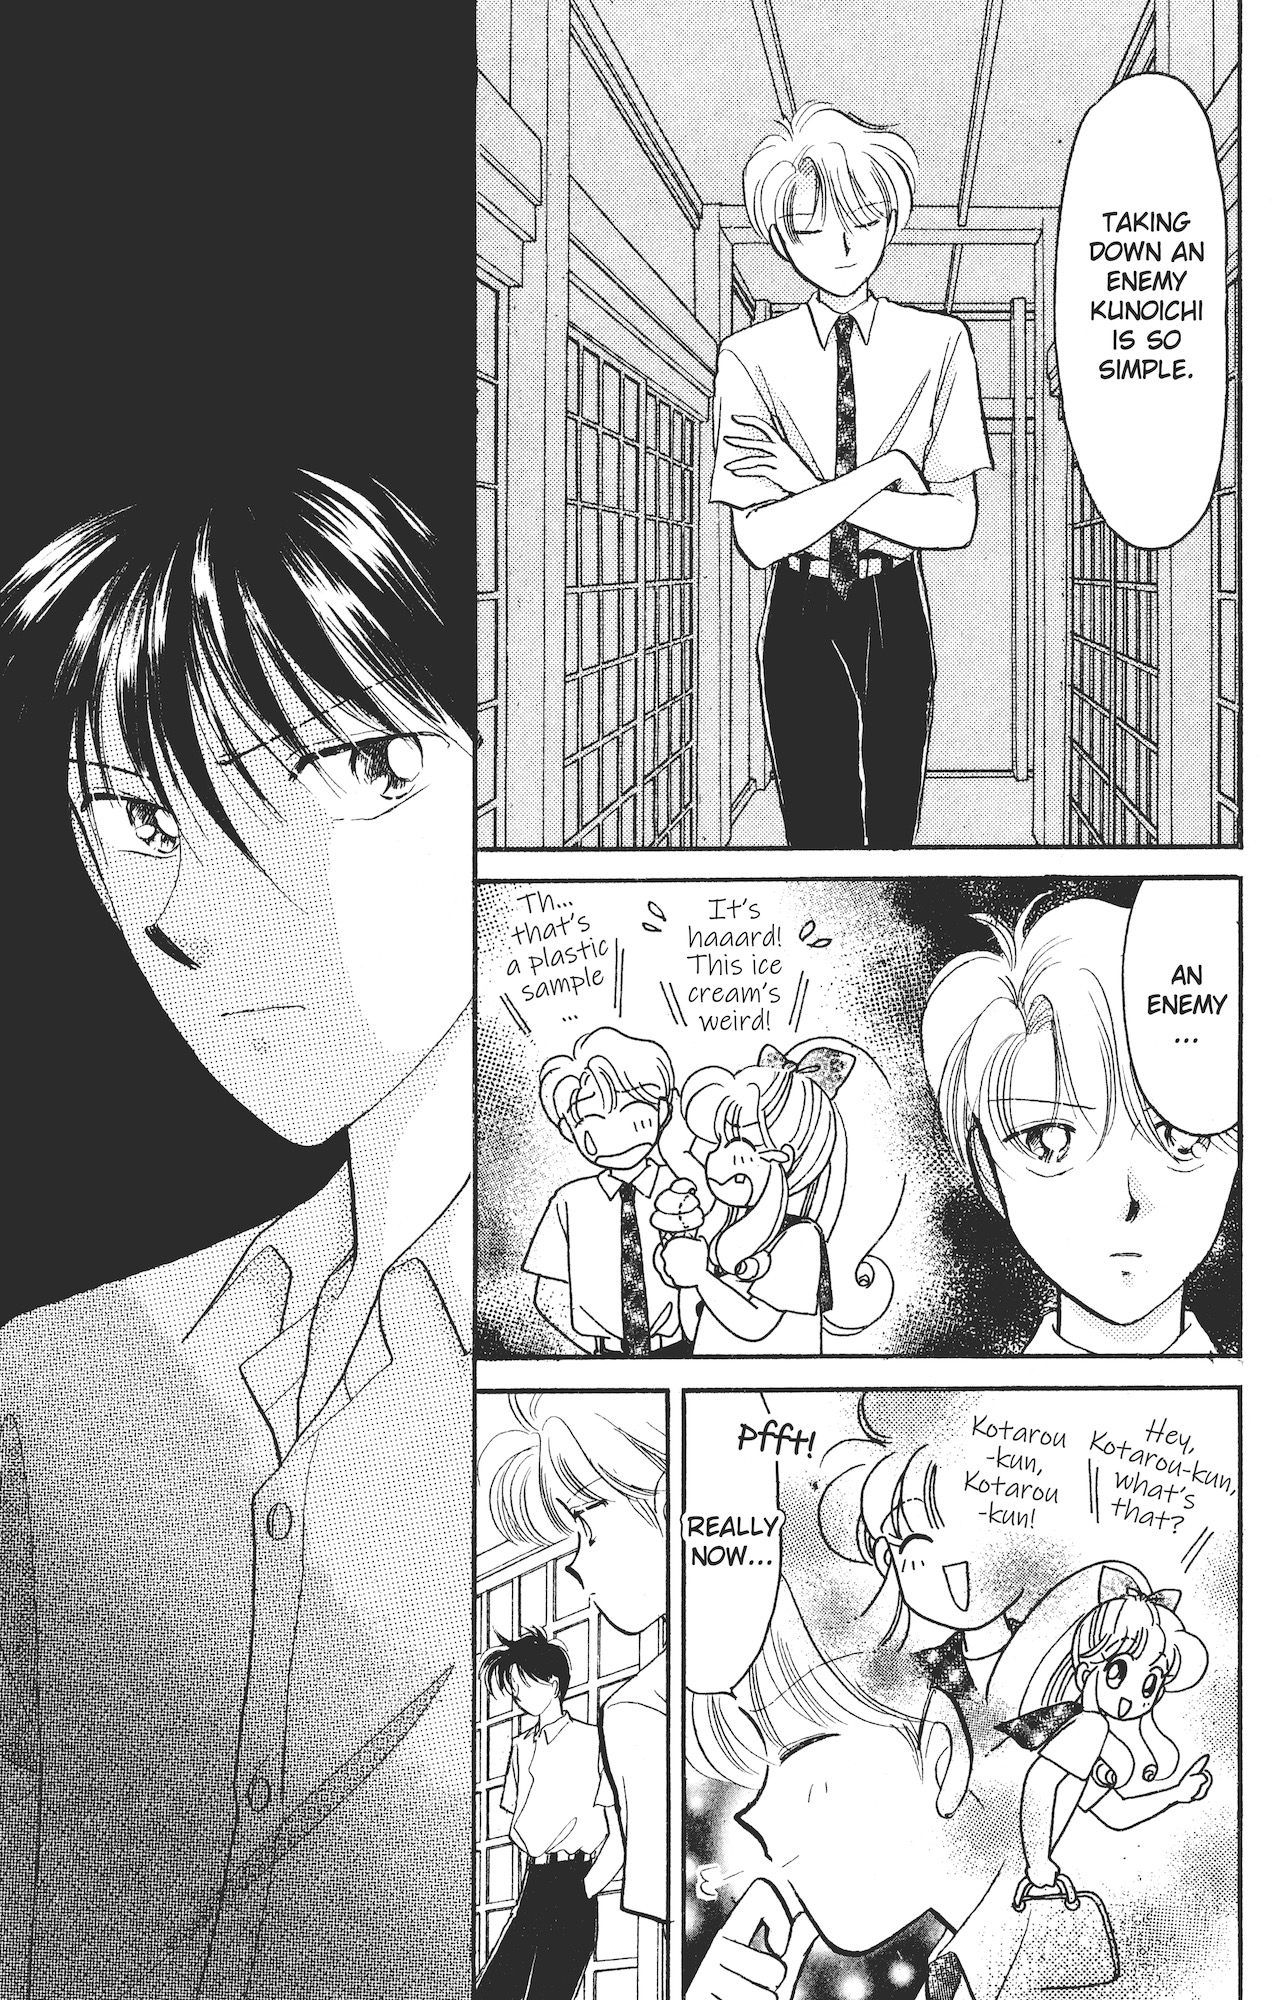 TAKING
DOWN AN
ENEMY
KUNOICHI
IS SO
SIMPLE.
AN
ENEMY
...
It's
haaard!
This ice
cream's
weird!
Th...
that's
a plastic
sample
...
Hey,
Kotarou-kun,
what's
that?
Kotarou
-kun,
Kotarou
-kun!
Pfft!
REALLY
NOW...